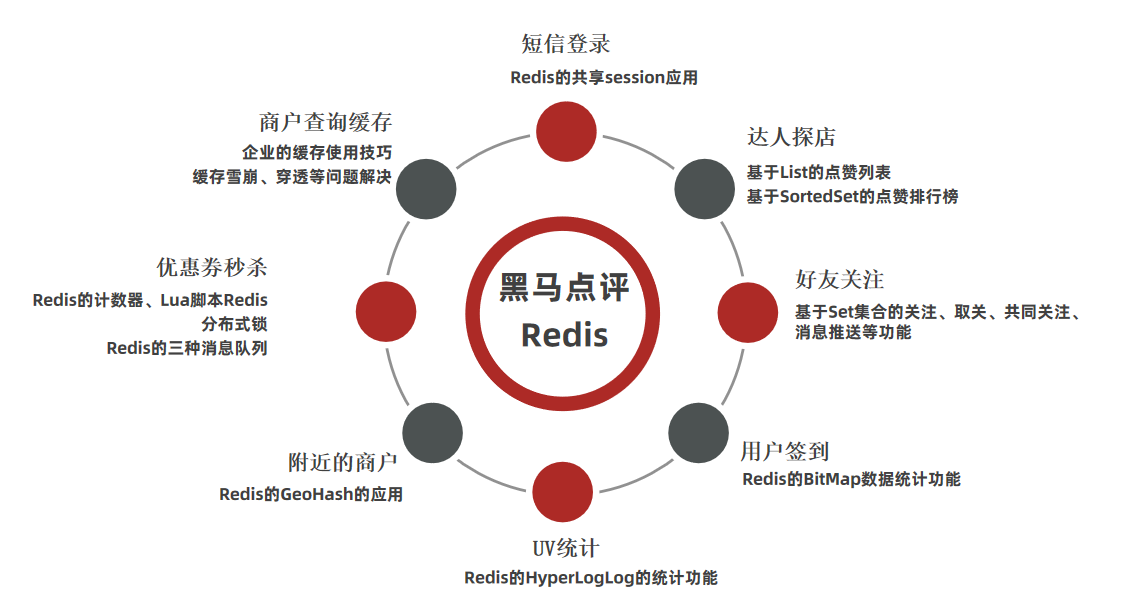 短信登录
Redis的共享session应用
商户查询缓存
企业的缓存使用技巧
缓存雪崩、穿透等问题解决
达人探店
基于List的点赞列表
基于SortedSet的点赞排行榜
优惠券秒杀
Redis的计数器、Lua脚本Redis
分布式锁
Redis的三种消息队列
黑马点评
Redis
好友关注
基于Set集合的关注、取关、共同关注、
消息推送等功能
附近的商户
Redis的GeoHash的应用
用户签到
Redis的BitMap数据统计功能
UV统计
Redis的HyperLogLog的统计功能